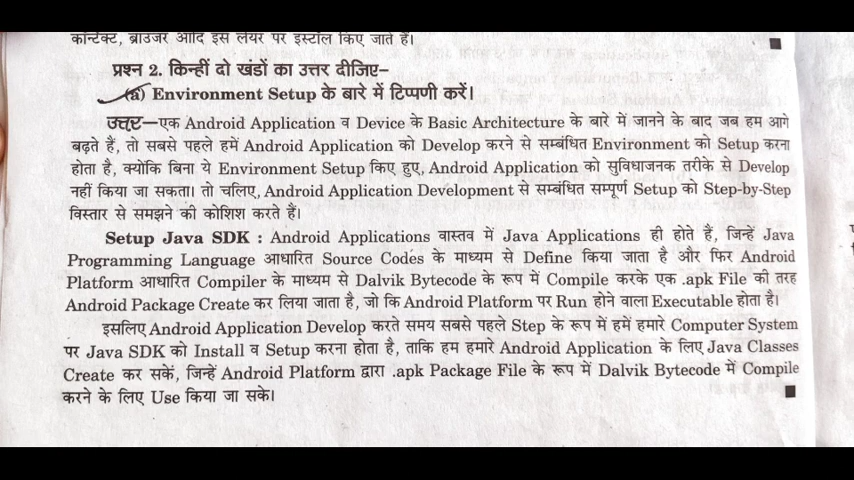 कॉन्टेक्ट, ब्राउजर आदि इस लेयर पर इंस्टॉल किए जाते हैं।
प्रश्न 2. किन्हीं दो खंडों का उत्तर दीजिए–
(a) Environment Setup के बारे में टिप्पणी करें।
उत्तर—एक Android Application व Device के Basic Architecture के बारे में जानने के बाद जब हम आगे
बढ़ते हैं, तो सबसे पहले हमें Android Application को Develop करने से सम्बंधित Environment को Setup करना
होता है, क्योंकि बिना ये Environment Setup किए हुए, Android Application को सुविधाजनक तरीके से Develop
नहीं किया जा सकता। तो चलिए, Android Application Development से सम्बंधित सम्पूर्ण Setup को Step-by-Step
विस्तार से समझने की कोशिश करते हैं।
Setup Java SDK : Android Applications वास्तव में Java Applications ही होते हैं, जिन्हें Java
Programming Language आधारित Source Codes के माध्यम से Define किया जाता है और फिर Android
Platform आधारित Compiler के माध्यम से Dalvik Bytecode के रूप में Compile करके एक .apk File की तरह
Android Package Create कर लिया जाता है, जो कि Android Platform पर Run होने वाला Executable होता है।
इसलिए Android Application Develop करते समय सबसे पहले Step के रूप में हमें हमारे Computer System
पर Java SDK को Install व Setup करना होता है, ताकि हम हमारे Android Application के लिए Java Classes
Create कर सकें, जिन्हें Android Platform द्वारा .apk Package File के रूप में Dalvik Bytecode में Compile
करने के लिए Use किया जा सके।